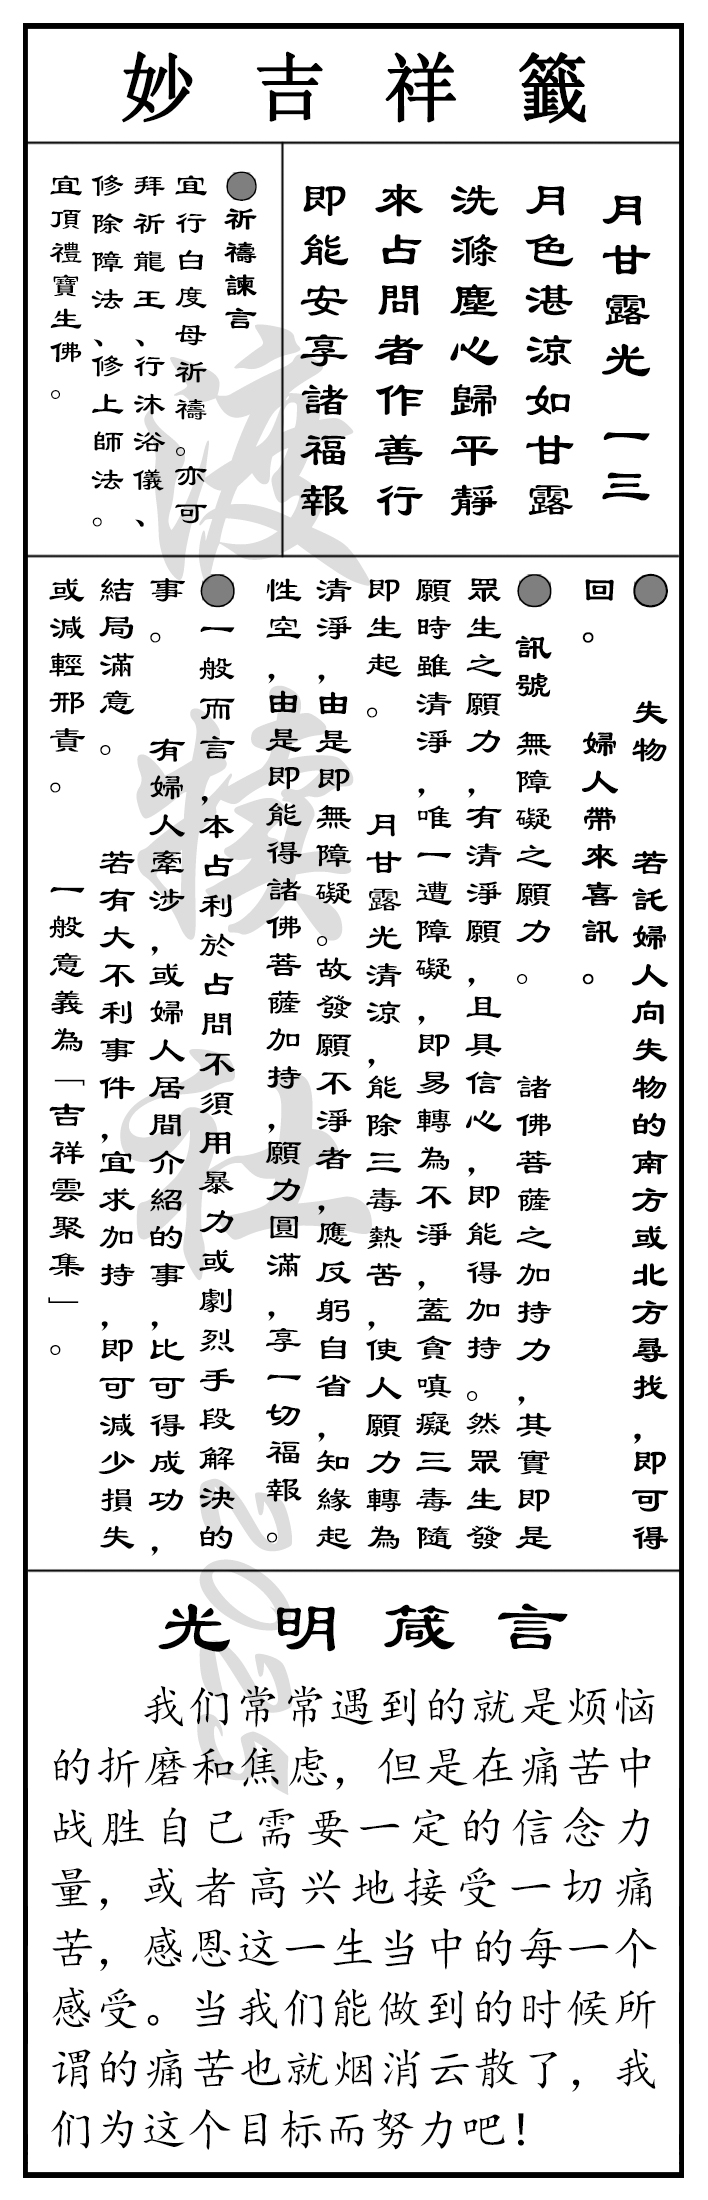 妙吉祥籤
月甘露光 一三
月色湛涼如甘露
洗滌塵心歸平靜
來占問者作善行
即能安享諸福報
●祈禱諫言
宜行白度母祈禱。亦可
拜祈龍王、行沐浴儀、
修除障法、修上師法。
宜頂禮寶生佛。
● 失物 若託婦人向失物的南方或北方尋找，即可得
回。 婦人帶來喜訊。
● 訊號 無障礙之願力。 諸佛菩薩之加持力，其實即是
眾生之願力，有清淨願，且具信心，即能得加持。然眾生發
願時雖清淨，唯一遭障礙，即易轉為不淨，蓋貪嗔癡三毒隨
即生起。 月甘露光清涼，能除三毒熱苦，使人願力轉為
清淨，由是即無障礙。故發願不淨者，應反躬自省，知緣起
性空，由是即能得諸佛菩薩加持，願力圓滿，享一切福報。
●一般而言，本占利於占問不須用暴力或劇烈手段解決的
事。 有婦人牽涉，或婦人居間介紹的事，比可得成功，
結局滿意。 若有大不利事件，宜求加持，即可減少損失
或減輕邪責。 一般意義為「吉祥雲聚集」。
光明箴言
我们常常遇到的就是烦恼
的折磨和焦虑，但是在痛苦中
战胜自己需要一定的信念力
量，或者高兴地接受一切痛
苦，感恩这一生当中的每一个
感受。当我们能做到的时候所
谓的痛苦也就烟消云散了，我
们为这个目标而努力吧！
渡犊社2025